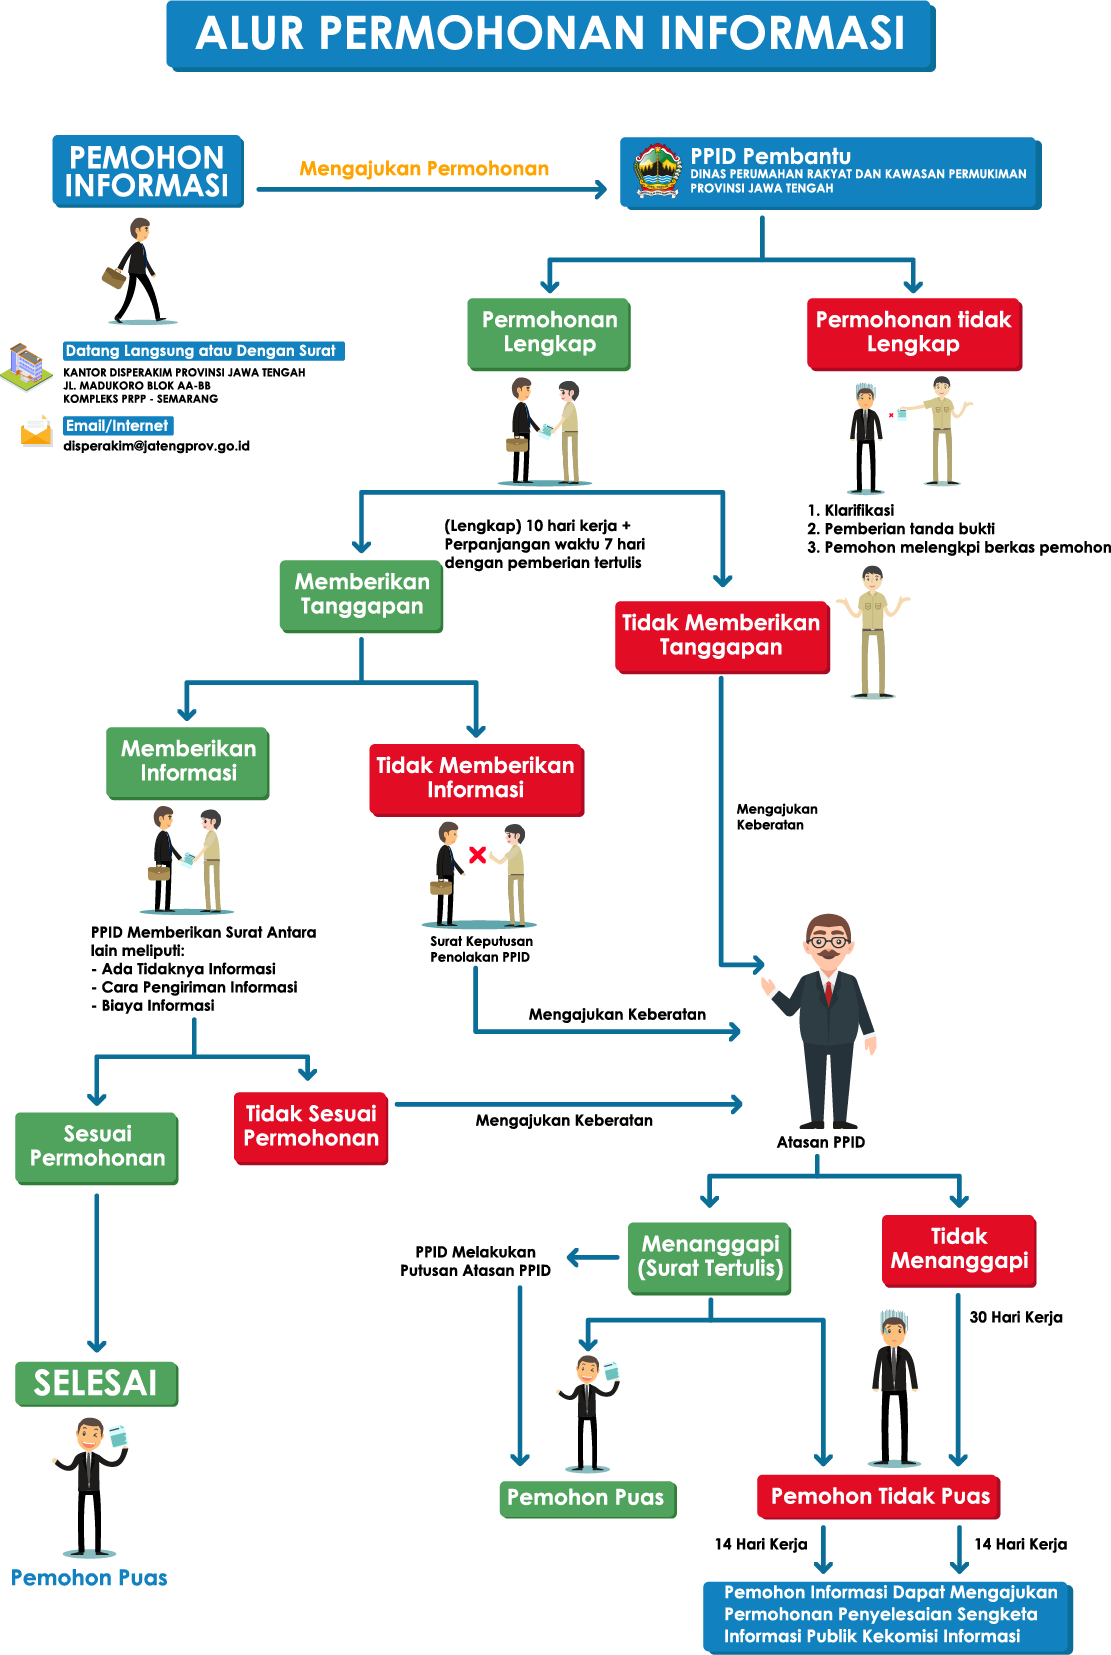 ALUR PERMOHONAN INFORMASI
PEMOHON
INFORMASI
Mengajukan Permohonan
PPID Pembantu
DINAS PERUMAHAN RAKYAT DAN KAWASAN PERMUKIMAN
PROVINSI JAWA TENGAH
Datang Langsung atau Dengan Surat
KANTOR DISPERAKIM PROVINSI JAWA TENGAH
JL. MADUKORO BLOK AA-BB
KOMPLEKS PRPP - SEMARANG
Email/Internet
disperakim@jatengprov.go.id
Permohonan
Lengkap
Permohonan tidak
Lengkap
1. Klarifikasi
2. Pemberian tanda bukti
3. Pemohon melengkpi berkas pemohon
(Lengkap) 10 hari kerja +
Perpanjangan waktu 7 hari
dengan pemberian tertulis
Memberikan
Tanggapan
Tidak Memberikan
Tanggapan
Memberikan
Informasi
Tidak Memberikan
Informasi
Mengajukan
Keberatan
PPID Memberikan Surat Antara
lain meliputi:
- Ada Tidaknya Informasi
- Cara Pengiriman Informasi
- Biaya Informasi
Surat Keputusan
Penolakan PPID
Mengajukan Keberatan
Sesuai
Permohonan
Tidak Sesuai
Permohonan
Mengajukan Keberatan
Atasan PPID
PPID Melakukan
Putusan Atasan PPID
Menanggapi
(Surat Tertulis)
Tidak
Menanggapi
30 Hari Kerja
SELESAI
Pemohon Puas
Pemohon Puas
Pemohon Tidak Puas
14 Hari Kerja
14 Hari Kerja
Pemohon Informasi Dapat Mengajukan
Permohonan Penyelesaian Sengketa
Informasi Publik Kekomisi Informasi